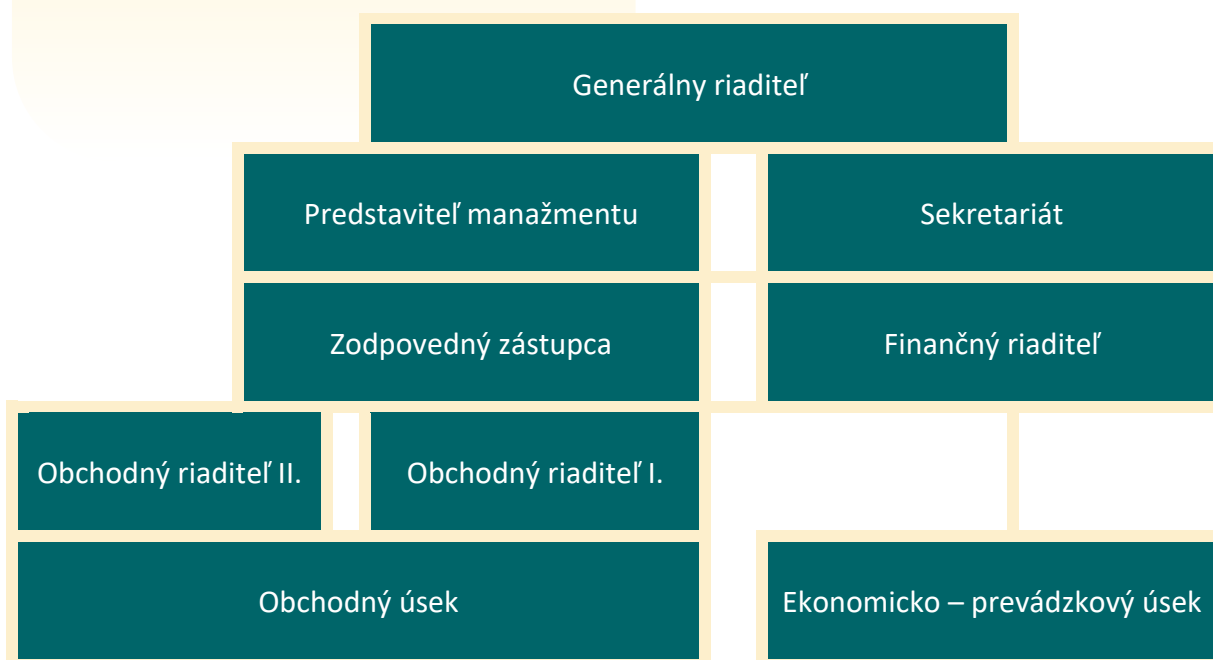 Generálny riaditeľ
Predstaviteľ manažmentu
Sekretariát
Zodpovedný zástupca
Finančný riaditeľ
Obchodný riaditeľ II.
Obchodný riaditeľ I.
Obchodný úsek
Ekonomicko – prevádzkový úsek